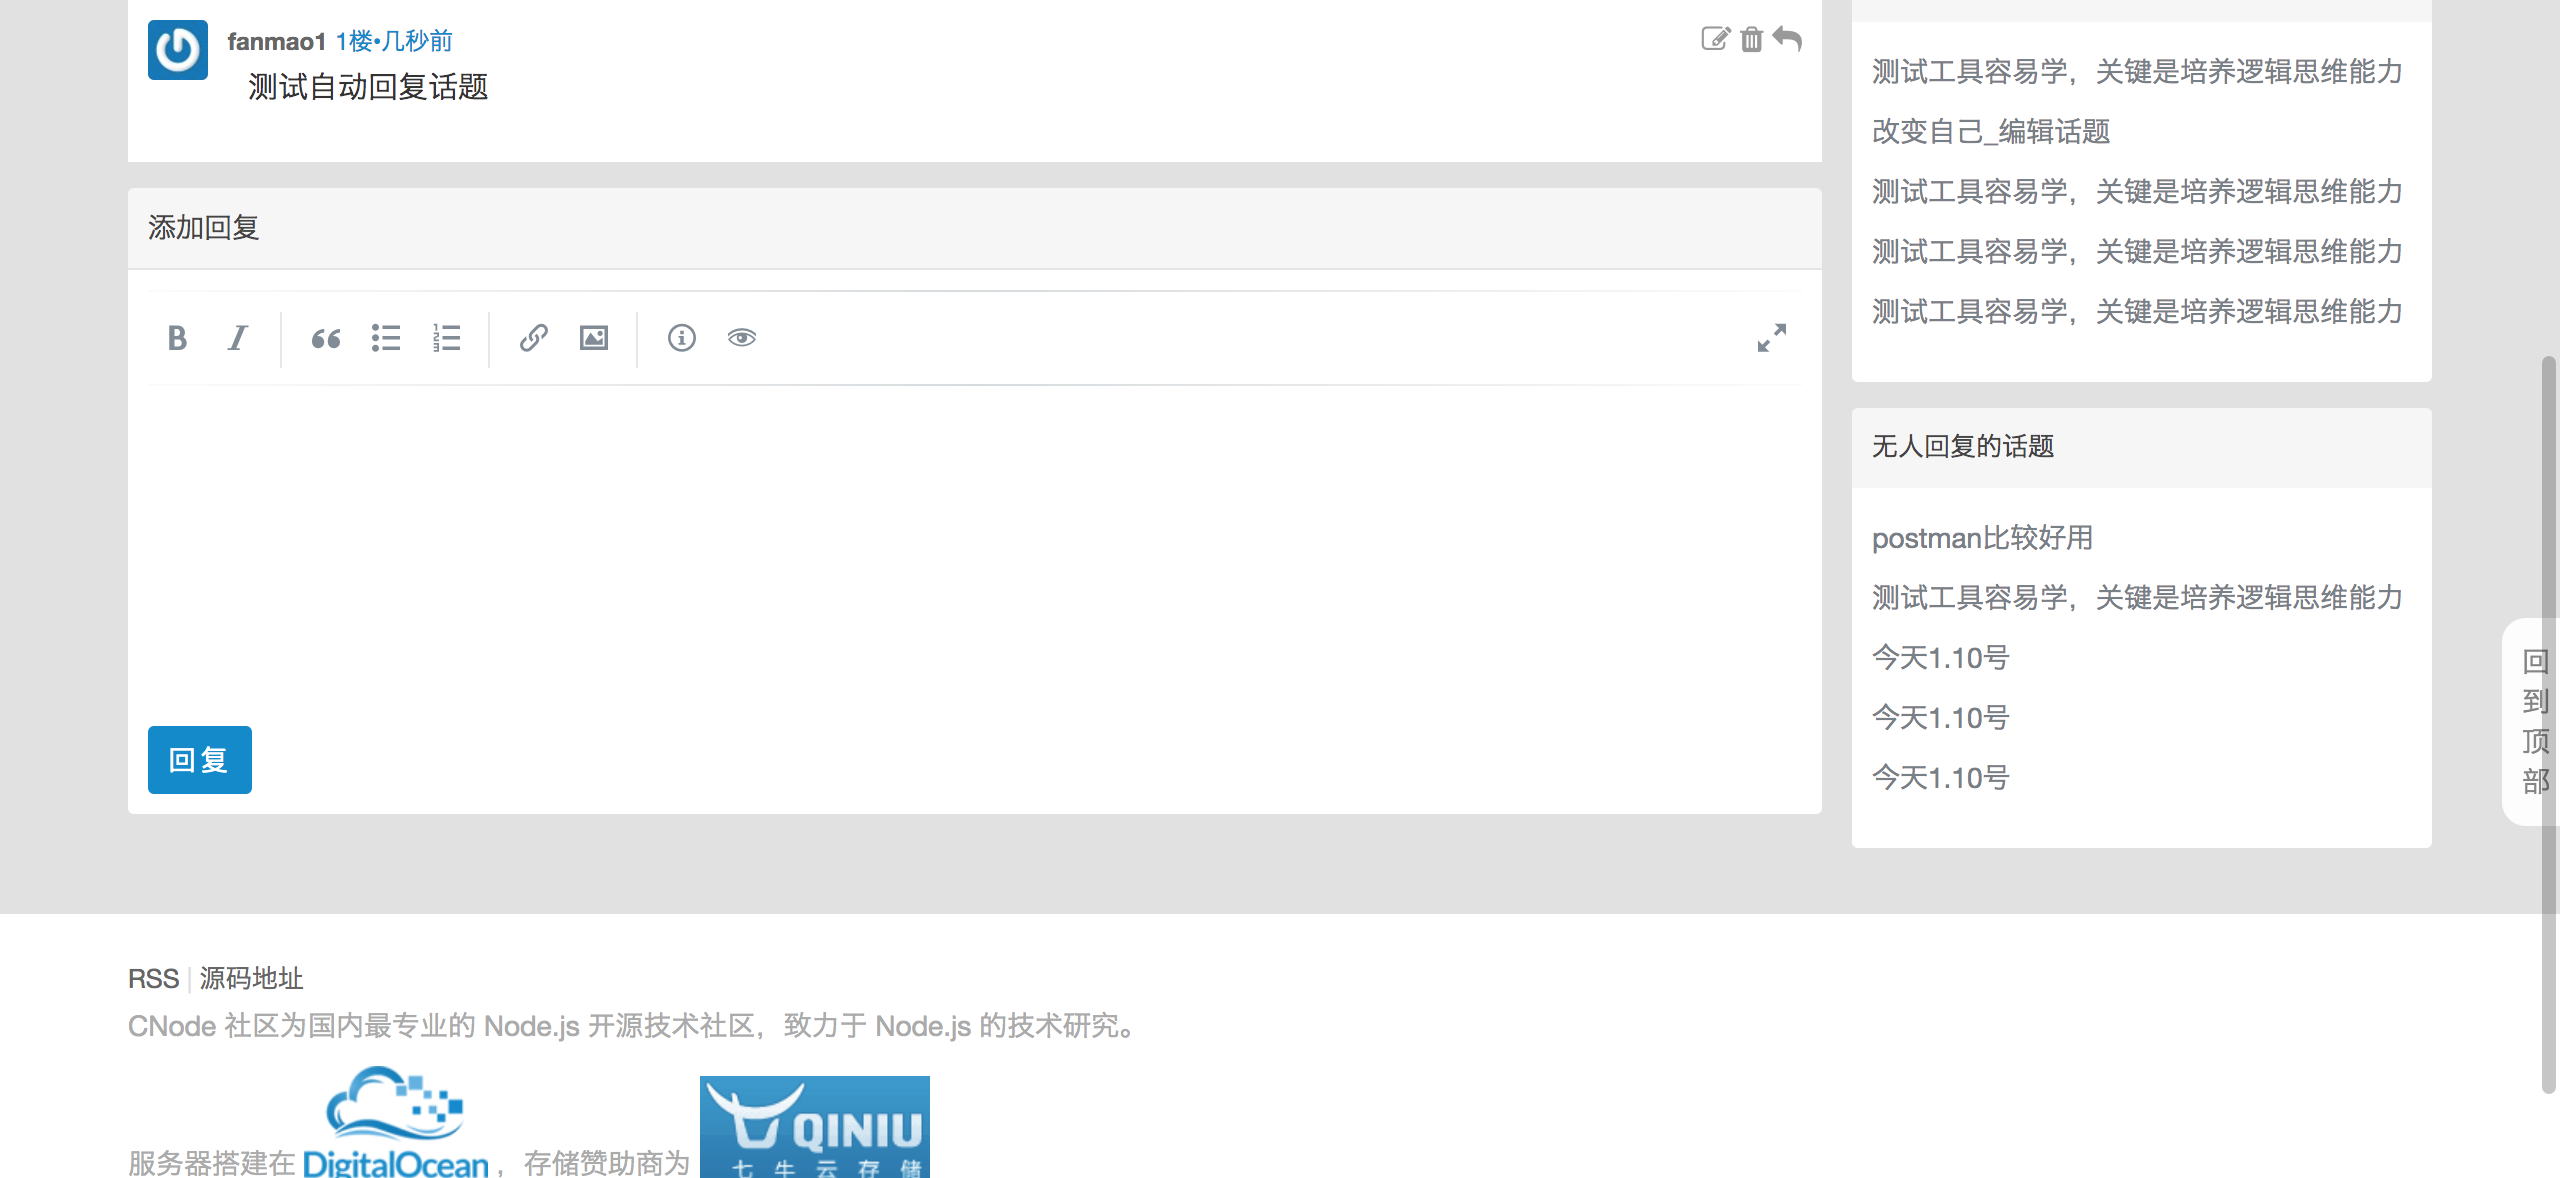 fanmao1 1楼•几秒前
测试自动回复话题
添加回复
回复
测试工具容易学，关键是培养逻辑思维能力
改变自己_编辑话题
测试工具容易学，关键是培养逻辑思维能力
测试工具容易学，关键是培养逻辑思维能力
测试工具容易学，关键是培养逻辑思维能力
无人回复的话题
postman比较好用
测试工具容易学，关键是培养逻辑思维能力
今天1.10号
今天1.10号
今天1.10号
回
到
顶
部
RSS | 源码地址
CNode 社区为国内最专业的 Node.js 开源技术社区，致力于 Node.js 的技术研究。
服务器搭建在 DigitalOcean ，存储赞助商为 QINIU
七牛云存储